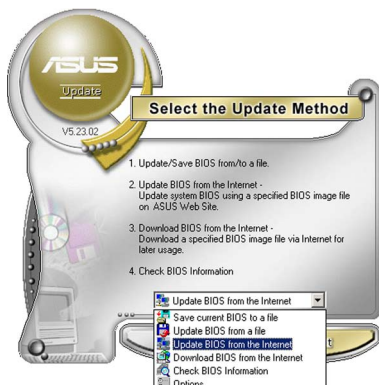 ASUS
Update
V5.23.02
Select the Update Method
1. Update/Save BIOS from/to a file.
2. Update BIOS from the Internet -
Update system BIOS using a specified BIOS image file
on ASUS Web Site.
3. Download BIOS from the Internet -
Download a specified BIOS image file via Internet for
later usage.
4. Check BIOS Information
Update BIOS from the Internet
Save current BIOS to a file
Update BIOS from a file
Update BIOS from the Internet
Download BIOS from the Internet
Check BIOS Information
Options